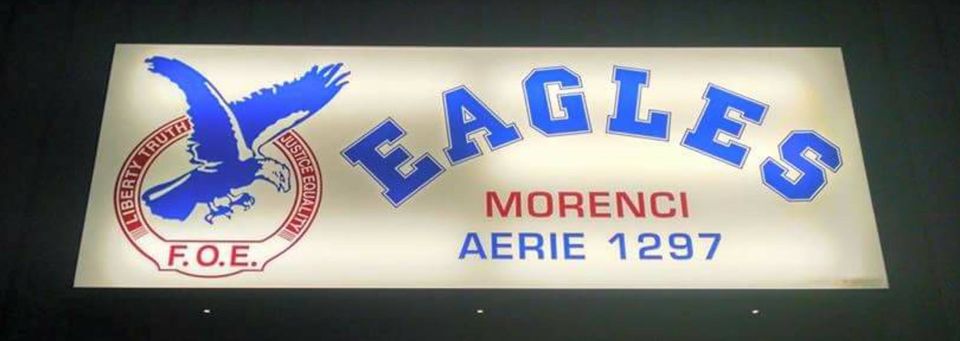 LIBERTY TRUTH
JUSTICE EQUALITY
F.O.E.
EAGLES
MORENCI
AERIE 1297